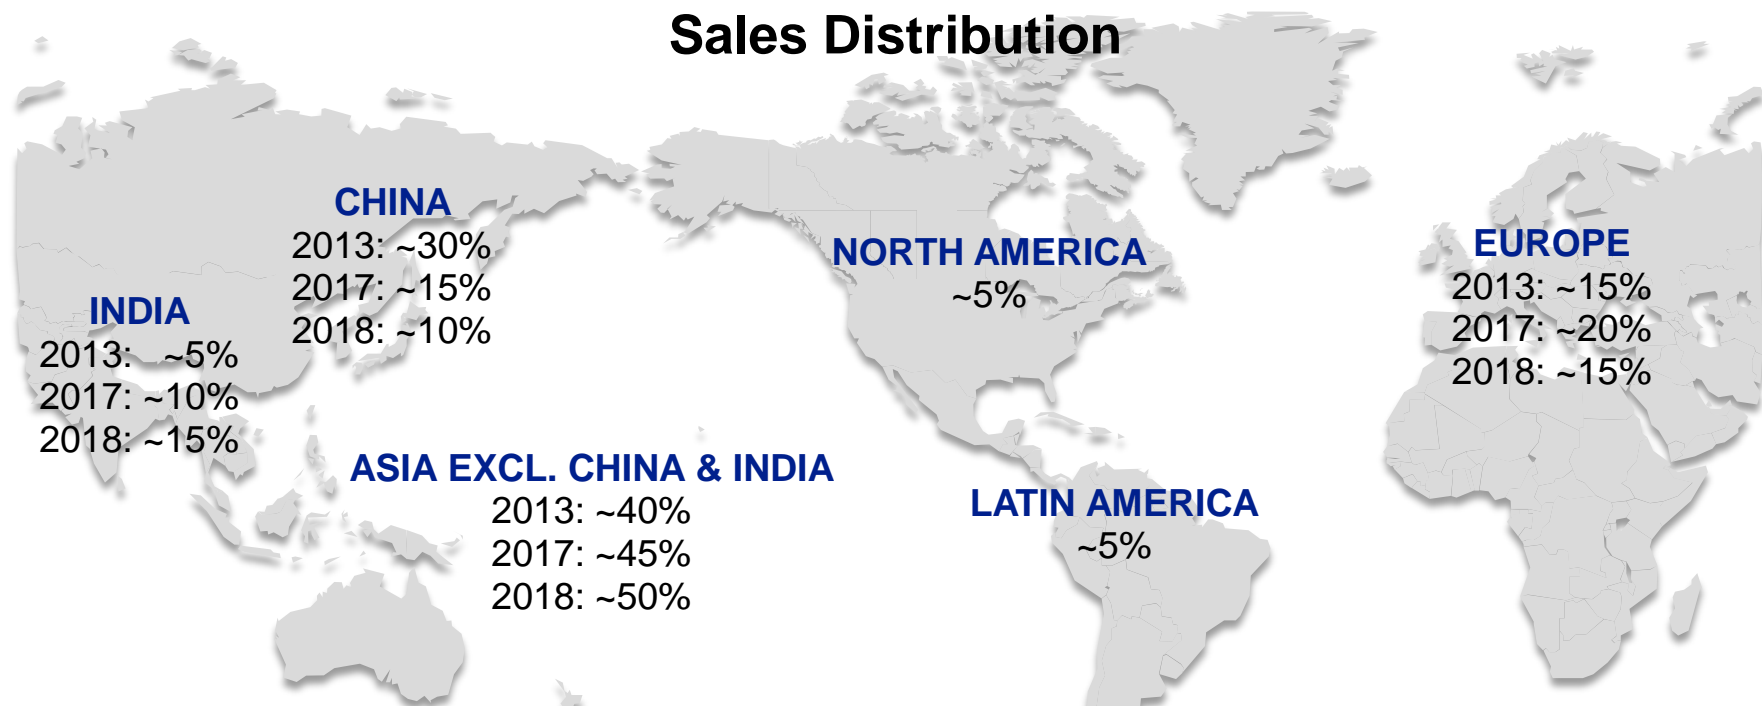 Sales Distribution
CHINA
2013: ~30%
2017: ~15%
2018: ~10%
INDIA
2013: ~5%
2017: ~10%
2018: ~15%
ASIA EXCL. CHINA & INDIA
2013: ~40%
2017: ~45%
2018: ~50%
NORTH AMERICA
~5%
LATIN AMERICA
~5%
EUROPE
2013: ~15%
2017: ~20%
2018: ~15%